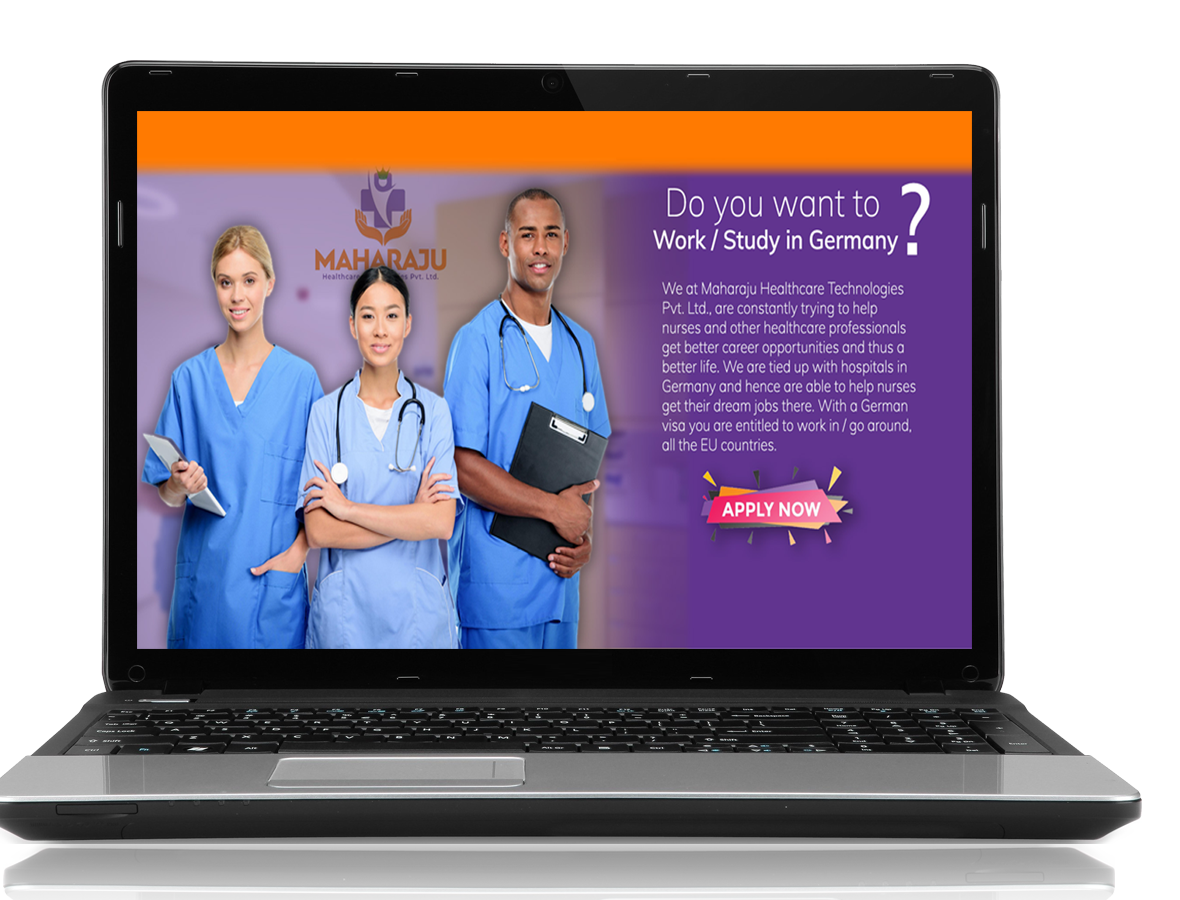 MAHARAJU
Healthcare Pvt. Ltd.
Do you want to ?
Work / Study in Germany
We at Maharaju Healthcare Technologies
Pvt. Ltd., are constantly trying to help
nurses and other healthcare professionals
get better career opportunities and thus a
better life. We are tied up with hospitals in
Germany and hence are able to help nurses
get their dream jobs there. With a German
visa you are entitled to work in / go around,
all the EU countries.
APPLY NOW